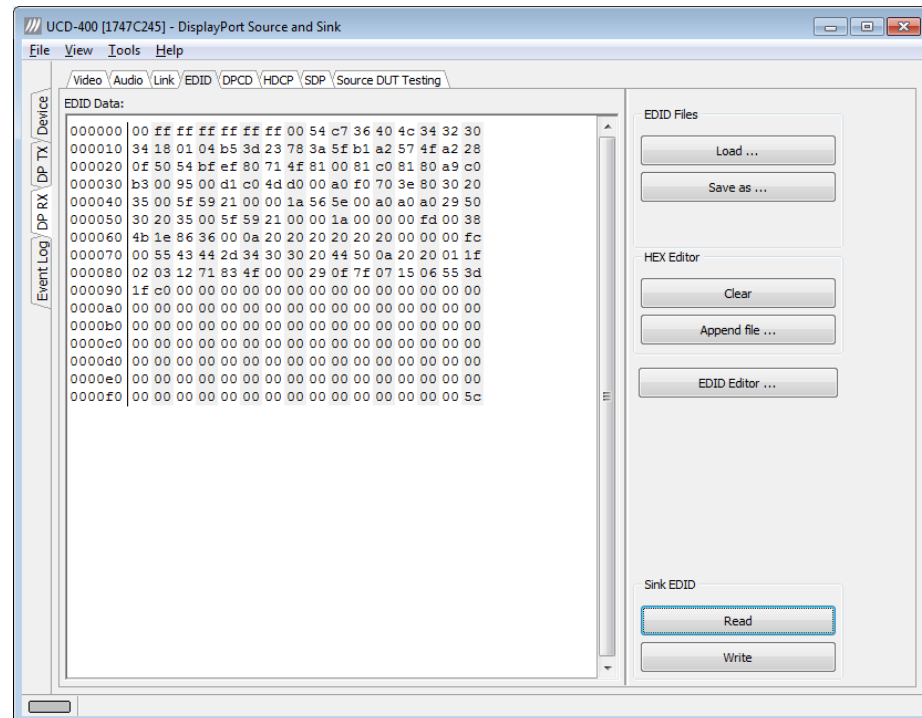 UCD-400 [1747C245] - DisplayPort Source and Sink
File View Tools Help
Video Audio Link EDID DPCD HDCP SDP Source DUT Testing
Device
DP TX
DP RX
Event Log
EDID Data:
000000 00 ff ff ff ff ff ff 00 54 c7 36 40 4c 34 32 30
000010 34 18 01 04 b5 3d 23 78 3a 5f b1 a2 57 4f a2 28
000020 0f 50 54 bf ef 80 71 4f 81 00 81 c0 81 80 a9 c0
000030 b3 00 95 00 d1 c0 4d d0 00 a0 f0 70 3e 80 30 20
000040 35 00 5f 59 21 00 00 1a 56 5e 00 a0 a0 a0 29 50
000050 30 20 35 00 5f 59 21 00 00 1a 00 00 00 fd 00 38
000060 4b 1e 86 36 00 0a 20 20 20 20 20 20 00 00 00 fc
000070 00 55 43 44 2d 34 30 30 20 44 50 0a 20 20 01 1f
000080 02 03 12 71 83 4f 00 00 29 0f 7f 07 15 06 55 3d
000090 1f c0 00 00 00 00 00 00 00 00 00 00 00 00 00 00
0000a0 00 00 00 00 00 00 00 00 00 00 00 00 00 00 00 00
0000b0 00 00 00 00 00 00 00 00 00 00 00 00 00 00 00 00
0000c0 00 00 00 00 00 00 00 00 00 00 00 00 00 00 00 00
0000d0 00 00 00 00 00 00 00 00 00 00 00 00 00 00 00 00
0000e0 00 00 00 00 00 00 00 00 00 00 00 00 00 00 00 00
0000f0 00 00 00 00 00 00 00 00 00 00 00 00 00 00 00 5c
EDID Files
Load ...
Save as ...
HEX Editor
Clear
Append file ...
EDID Editor ...
Sink EDID
Read
Write